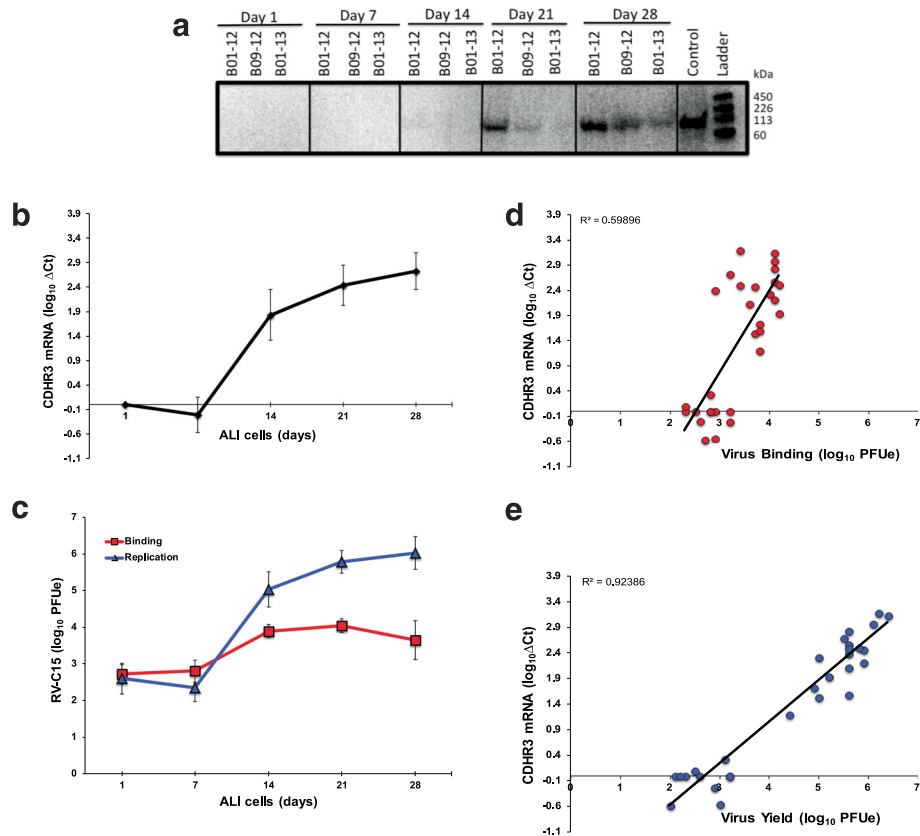 a
Day 1 Day 7 Day 14 Day 21 Day 28
B01-12 B09-12 B01-13 B01-12 B09-12 B01-13 B01-12 B09-12 B01-13 B01-12 B09-12 B01-13 B01-12 B09-12 B01-13 Control Ladder
kDa
450
226
113
60
b
CDHR3 mRNA (log₁₀ ΔCt)
3.9
3.4
2.9
2.4
1.9
1.4
0.9
0.4
-0.1
-0.6
-1.1
1 14 21 28
ALI cells (days)
c
RV-C15 (log₁₀ PFUe)
7
6
5
4
3
2
1
0
Binding
Replication
1 7 14 21 28
ALI cells (days)
d
R² = 0.59896
CDHR3 mRNA (log₁₀ ΔCt)
3.9
3.4
2.9
2.4
1.9
1.4
0.9
0.4
-0.1
-0.6
-1.1
0 1 2 3 4 5 6 7
Virus Binding (log₁₀ PFUe)
e
R² = 0.92386
CDHR3 mRNA (log₁₀ΔCt)
3.9
3.4
2.9
2.4
1.9
1.4
0.9
0.4
-0.1
-0.6
-1.1
0 1 2 3 4 5 6 7
Virus Yield (log₁₀ PFUe)